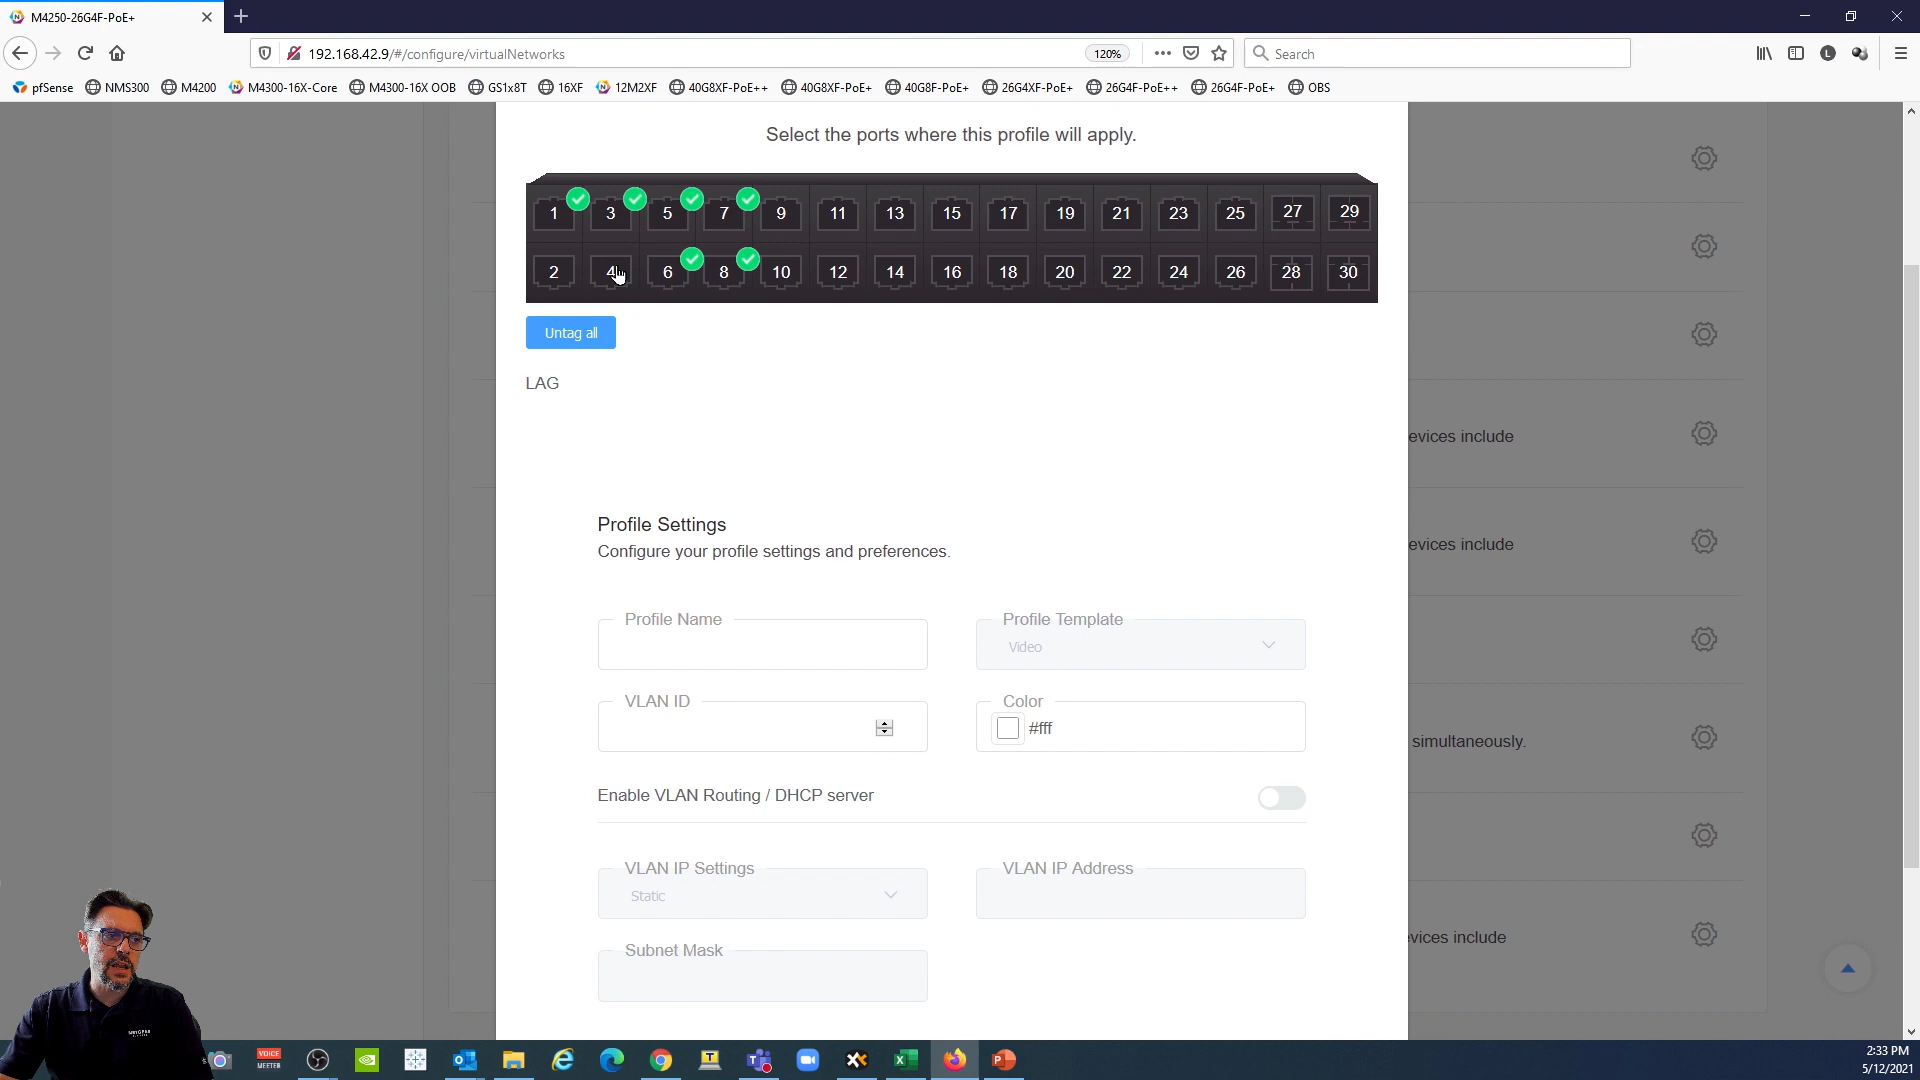 M4250-26G4F-PoE+
192.168.42.9/#/configure/virtualNetworks
120%
Search
pfSense NMS300 M4200 M4300-16X-Core M4300-16X OOB GS1x8T 16XF 12M2XF 40G8XF-PoE++ 40G8XF-PoE+ 40G8F-PoE+ 26G4XF-PoE+ 26G4F-PoE++ 26G4F-PoE+ OBS
Select the ports where this profile will apply.
1 3 5 7 9 11 13 15 17 19 21 23 25 27 29
2 4 6 8 10 12 14 16 18 20 22 24 26 28 30
Untag all
LAG
evices include
Profile Settings
Configure your profile settings and preferences.
evices include
Profile Name
Profile Template
Video
VLAN ID
Color
#fff
simultaneously.
Enable VLAN Routing / DHCP server
VLAN IP Settings
Static
VLAN IP Address
evices include
Subnet Mask
NETGEAR
VOICE
MEETER
2:33 PM
5/12/2021